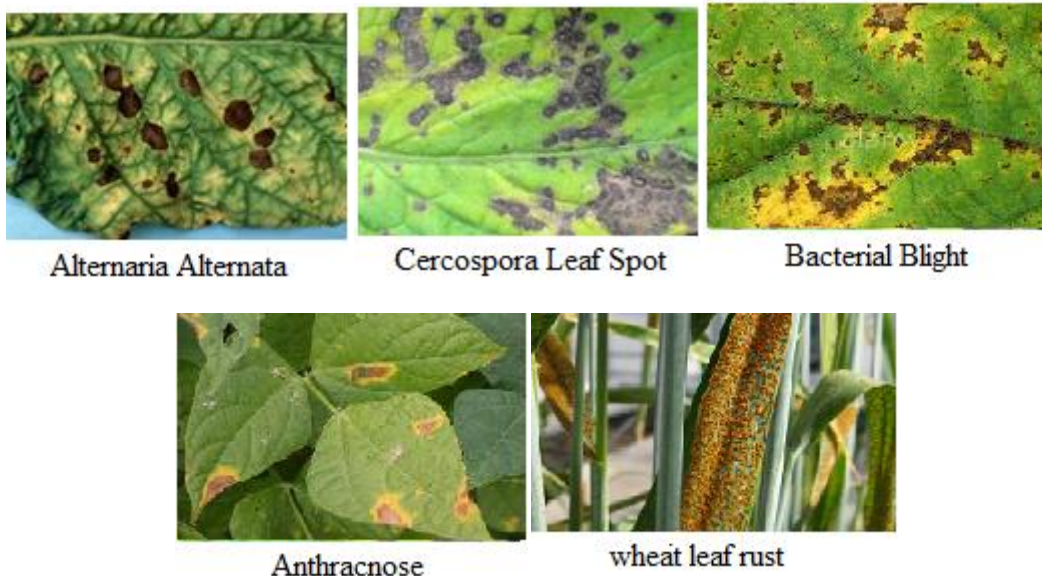 Alternaria Alternata
Cercospora Leaf Spot
Bacterial Blight
Anthracnose
wheat leaf rust